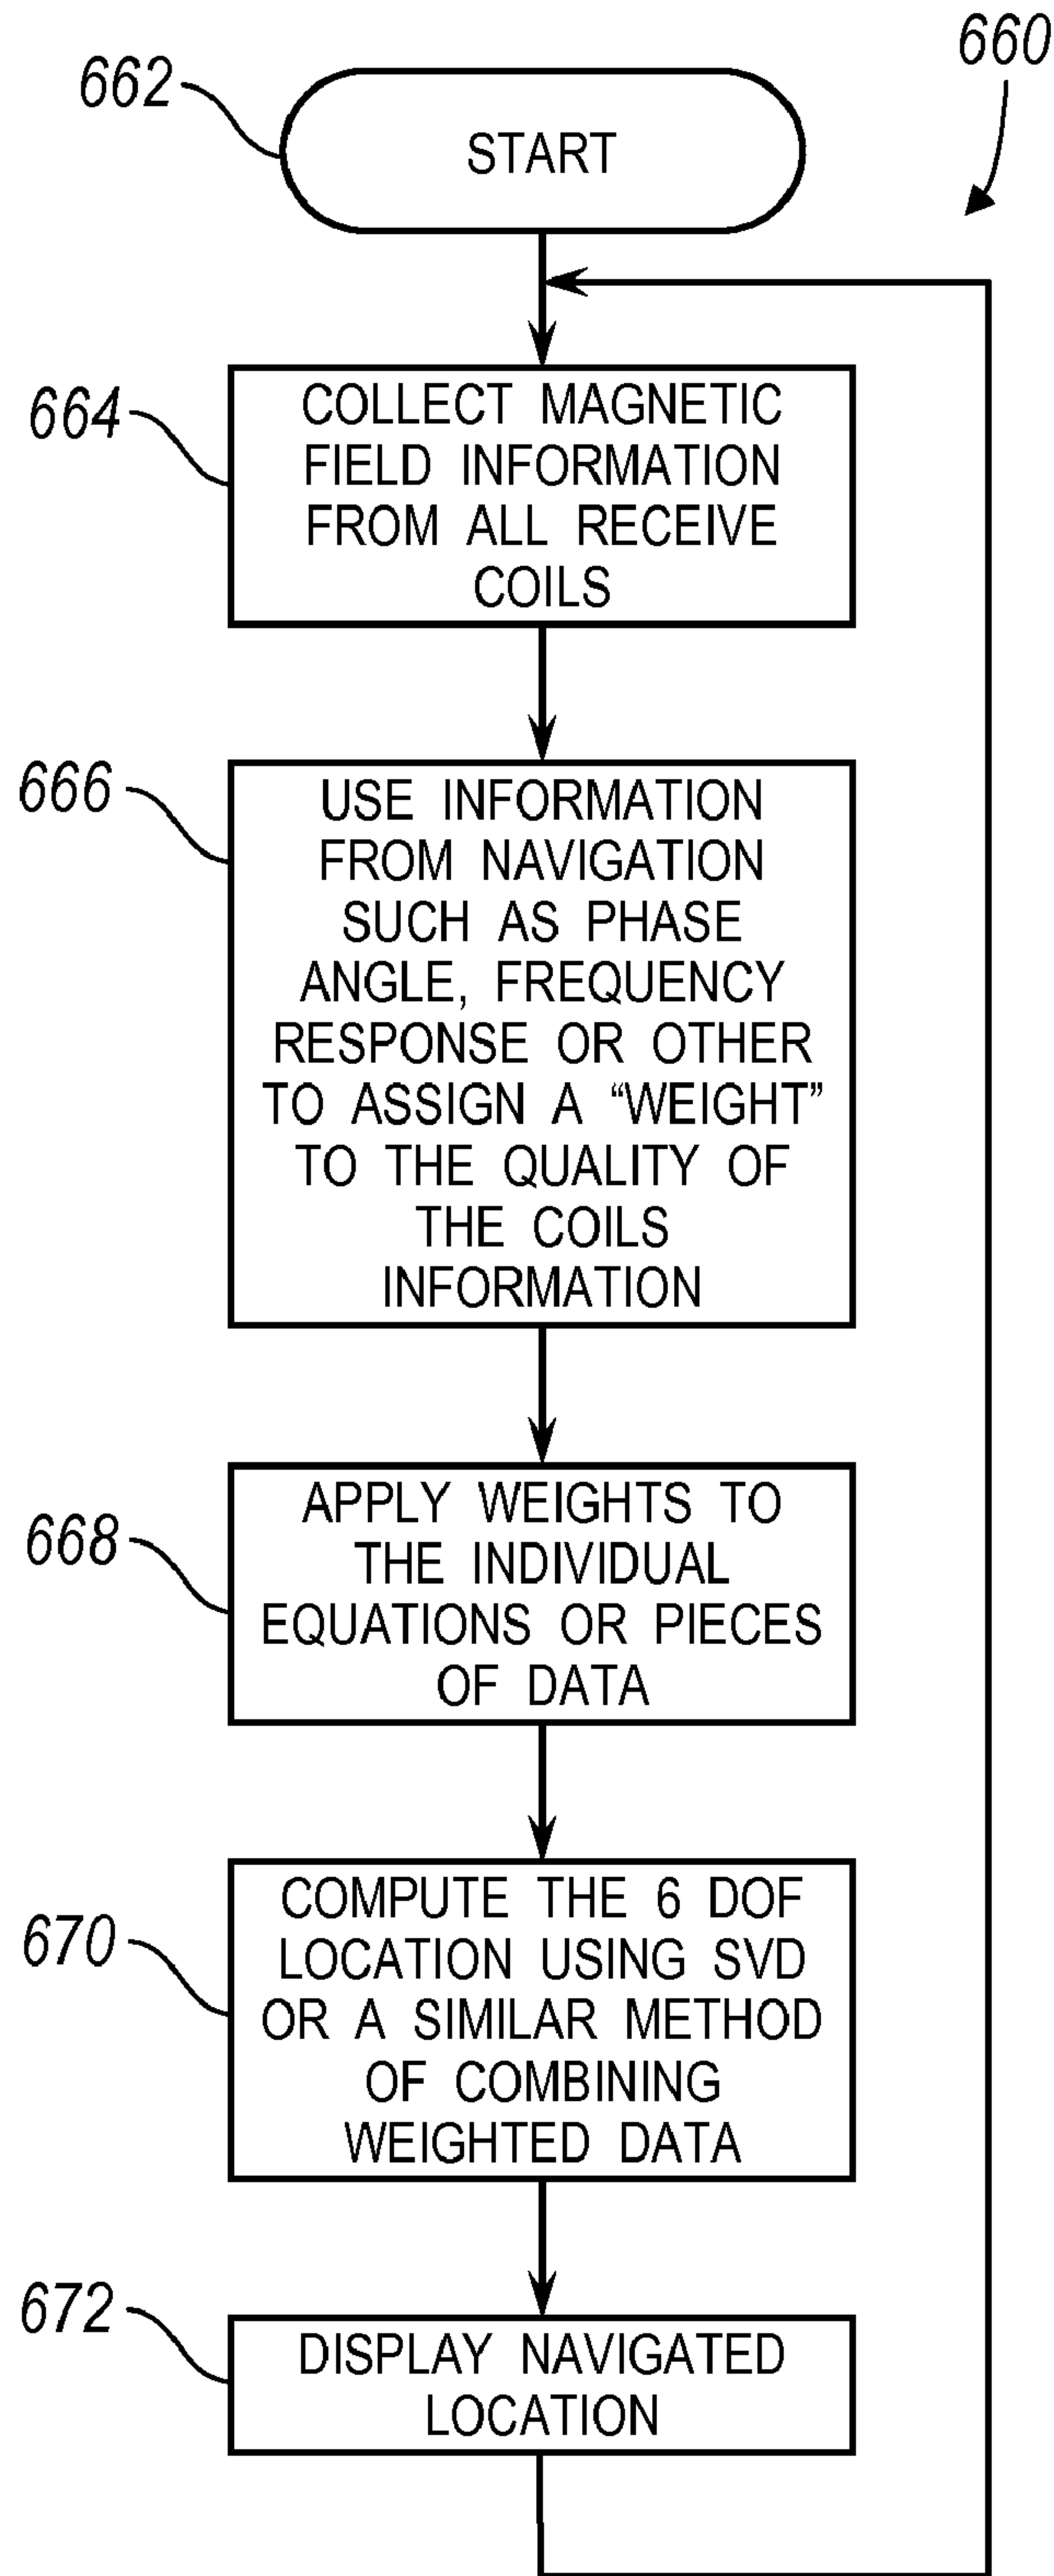 660
662
START
664
COLLECT MAGNETIC
FIELD INFORMATION
FROM ALL RECEIVE
COILS
666
USE INFORMATION
FROM NAVIGATION
SUCH AS PHASE
ANGLE, FREQUENCY
RESPONSE OR OTHER
TO ASSIGN A “WEIGHT”
TO THE QUALITY OF
THE COILS
INFORMATION
668
APPLY WEIGHTS TO
THE INDIVIDUAL
EQUATIONS OR PIECES
OF DATA
670
COMPUTE THE 6 DOF
LOCATION USING SVD
OR A SIMILAR METHOD
OF COMBINING
WEIGHTED DATA
672
DISPLAY NAVIGATED
LOCATION